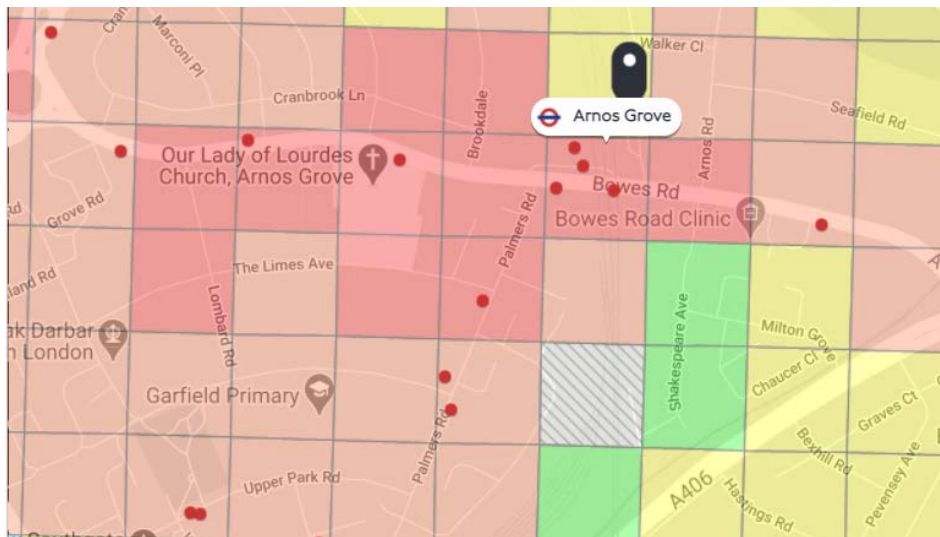 Marconi Pl
Walker Cl
Cranbrook Ln
Seafield Rd
Arnos Grove
Brookdale
Arnos Rd
Our Lady of Lourdes
Church, Arnos Grove
Bowes Rd
Grove Rd
Rd
Palmers Rd
Bowes Road Clinic
The Limes Ave
Lombard Rd
Shakespeare Ave
Milton Grove
Chaucer Cl
Garfield Primary
Graves Ct
Palmers Rd
Bexhill Rd
Pevensey Ave
Upper Park Rd
A406
Hastings Rd